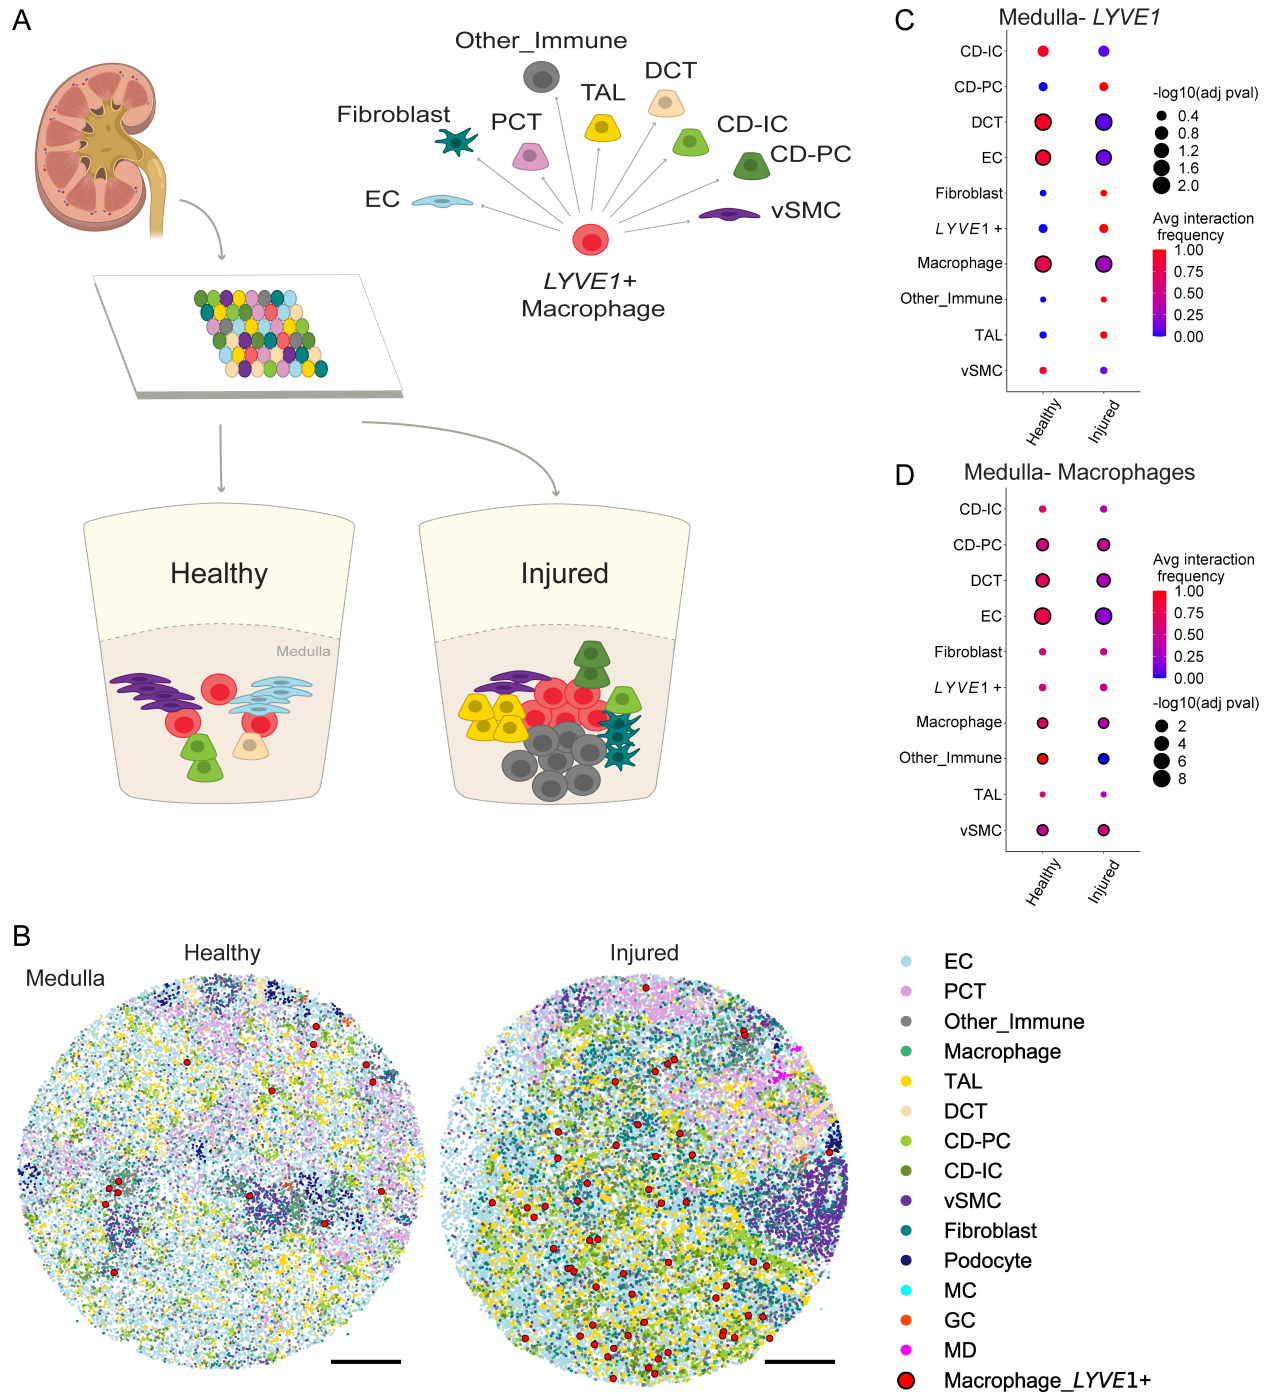 A
Other_Immune
DCT
TAL
Fibroblast
PCT
CD-IC
CD-PC
EC
vSMC
LYVE1+
Macrophage
Healthy
Medulla
Injured
C
Medulla- LYVE1
CD-IC
CD-PC
DCT
EC
Fibroblast
LYVE1 +
Macrophage
Other_Immune
TAL
vSMC
Healthy
Injured
-log10(adj pval)
0.4
0.8
1.2
1.6
2.0
Avg interaction
frequency
1.00
0.75
0.50
0.25
0.00
D
Medulla- Macrophages
CD-IC
CD-PC
DCT
EC
Fibroblast
LYVE1 +
Macrophage
Other_Immune
TAL
vSMC
Healthy
Injured
Avg interaction
frequency
1.00
0.75
0.50
0.25
0.00
-log10(adj pval)
2
4
6
8
B
Healthy
Injured
Medulla
EC
PCT
Other_Immune
Macrophage
TAL
DCT
CD-PC
CD-IC
vSMC
Fibroblast
Podocyte
MC
GC
MD
Macrophage_LYVE1+